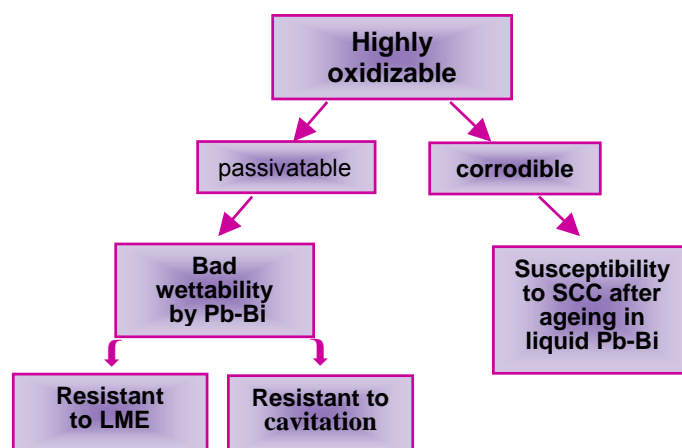 Highly
oxidizable
passivatable
corrodible
Bad
wettability
by Pb-Bi
Susceptibility
to SCC after
ageing in
liquid Pb-Bi
Resistant
to LME
Resistant to
cavitation